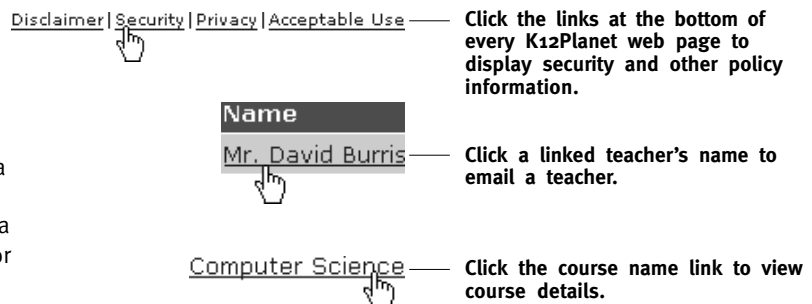 Disclaimer|Security|Privacy|Acceptable Use
Click the links at the bottom of
every K12Planet web page to
display security and other policy
information.
Name
Mr. David Burris
Click a linked teacher's name to
email a teacher.
a
a
or
Computer Science
Click the course name link to view
course details.